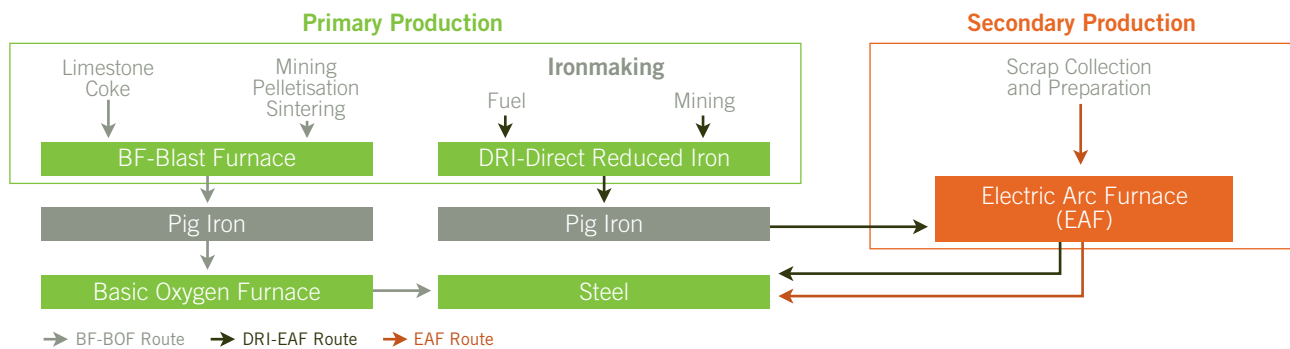 Primary Production
Secondary Production
Limestone
Coke
Mining
Pelletisation
Sintering
Ironmaking
Fuel
Mining
Scrap Collection
and Preparation
BF-Blast Furnace
DRI-Direct Reduced Iron
Electric Arc Furnace
(EAF)
Pig Iron
Pig Iron
Basic Oxygen Furnace
Steel
BF-BOF Route
DRI-EAF Route
EAF Route